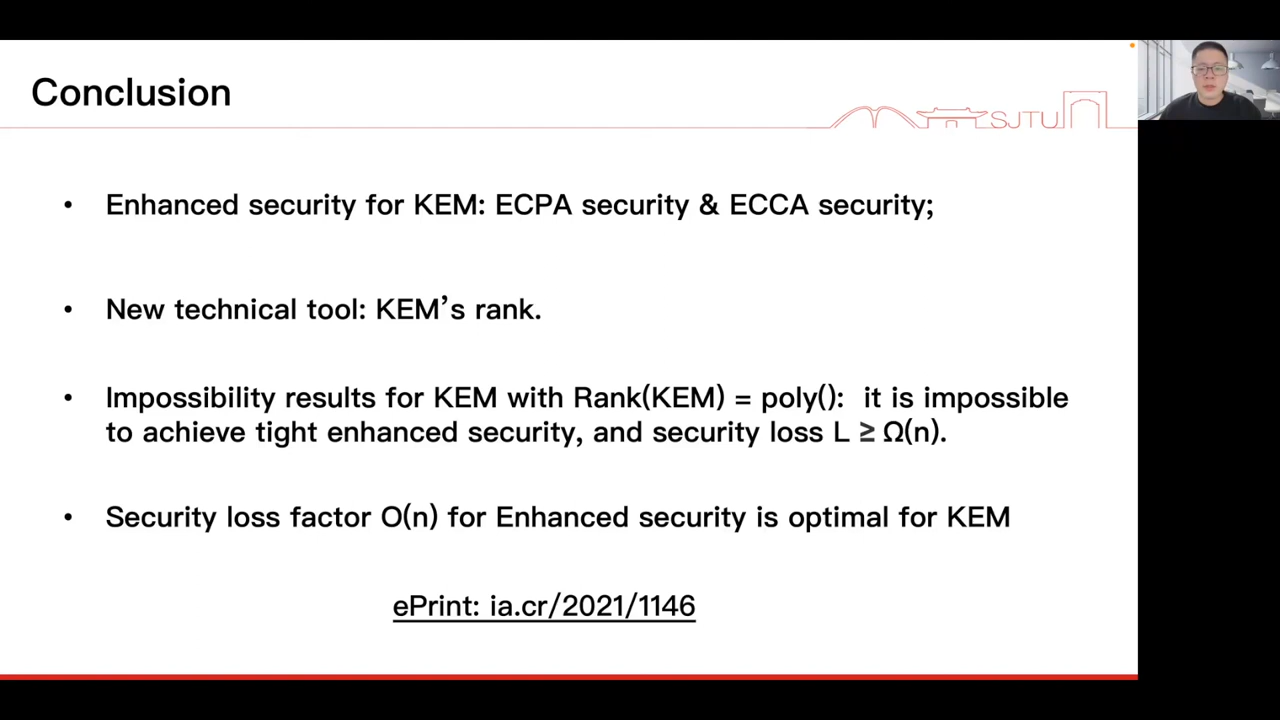 Conclusion
SJTU
• Enhanced security for KEM: ECPA security & ECCA security;
• New technical tool: KEM’s rank.
• Impossibility results for KEM with Rank(KEM) = poly(): it is impossible
to achieve tight enhanced security, and security loss L ≥ Ω(n).
• Security loss factor O(n) for Enhanced security is optimal for KEM
ePrint: ia.cr/2021/1146